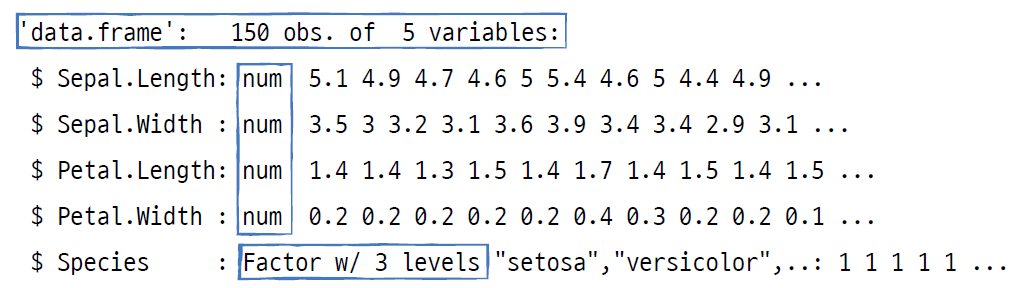 'data.frame':   150 obs. of  5 variables:
$ Sepal.Length: num  5.1 4.9 4.7 4.6 5 5.4 4.6 5 4.4 4.9 ...
$ Sepal.Width : num  3.5 3 3.2 3.1 3.6 3.9 3.4 3.4 2.9 3.1 ...
$ Petal.Length: num  1.4 1.4 1.3 1.5 1.4 1.7 1.4 1.5 1.4 1.5 ...
$ Petal.Width : num  0.2 0.2 0.2 0.2 0.2 0.4 0.3 0.2 0.2 0.1 ...
$ Species     : Factor w/ 3 levels "setosa","versicolor",..: 1 1 1 1 1 ...